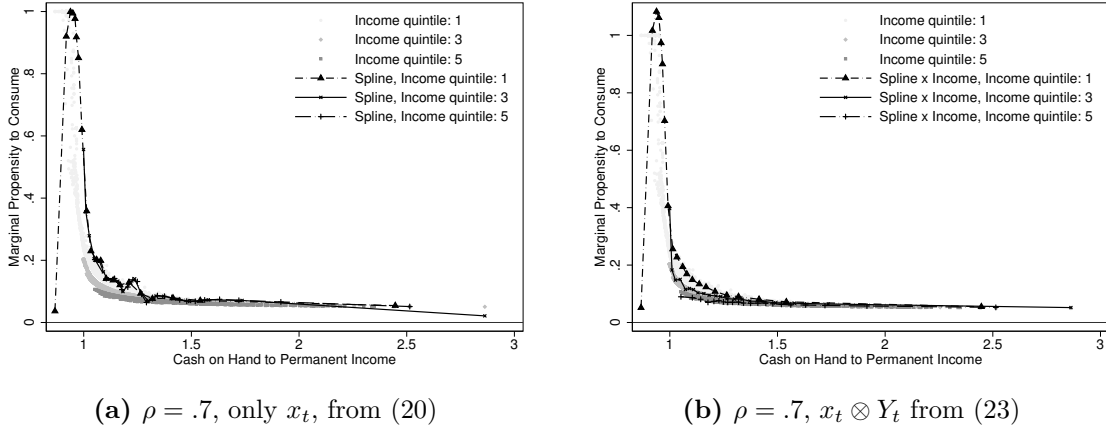 Marginal Propensity to Consume
1
.8
.6
.4
.2
0
1
1.5
2
2.5
3
Cash on Hand to Permanent Income
Income quintile: 1
Income quintile: 3
Income quintile: 5
Spline, Income quintile: 1
Spline, Income quintile: 3
Spline, Income quintile: 5
(a) ρ = .7, only x_t, from (20)
Marginal Propensity to Consume
1
.8
.6
.4
.2
0
1
1.5
2
2.5
3
Cash on Hand to Permanent Income
Income quintile: 1
Income quintile: 3
Income quintile: 5
Spline x Income, Income quintile: 1
Spline x Income, Income quintile: 3
Spline x Income, Income quintile: 5
(b) ρ = .7, x_t ⊗ Y_t from (23)